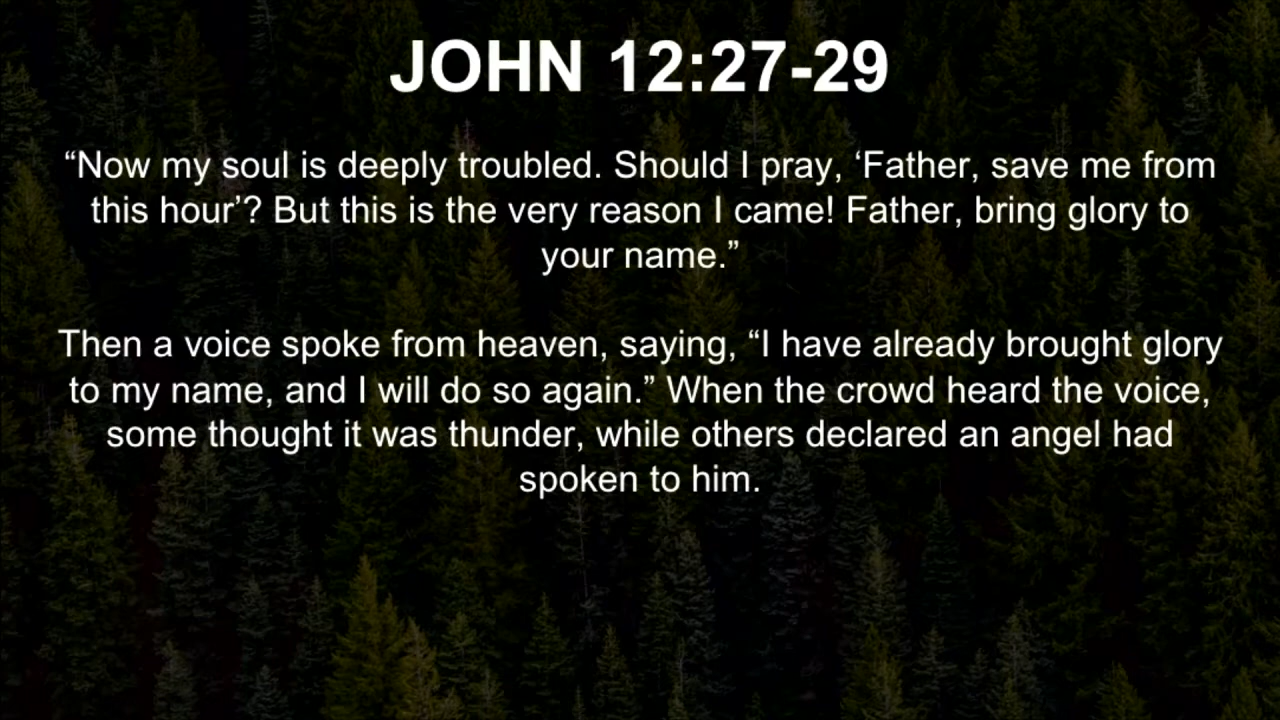 JOHN 12:27-29
“Now my soul is deeply troubled. Should I pray, ‘Father, save me from
this hour’? But this is the very reason I came! Father, bring glory to
your name.”
Then a voice spoke from heaven, saying, “I have already brought glory
to my name, and I will do so again.” When the crowd heard the voice,
some thought it was thunder, while others declared an angel had
spoken to him.